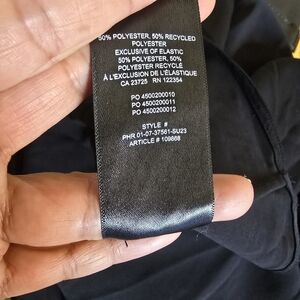 50% POLYESTER, 50% RECYCLED
POLYESTER
EXCLUSIVE OF ELASTIC
50% POLYESTER, 50%
POLYESTER RECYCLÉ
À L'EXCLUSION DE L'ÉLASTIQUE
CA 23725 RN 122354
PO 4500200010
PO 4500200011
PO 4500200012
STYLE #
PHR 01-07-37561-SU23
ARTICLE # 109868